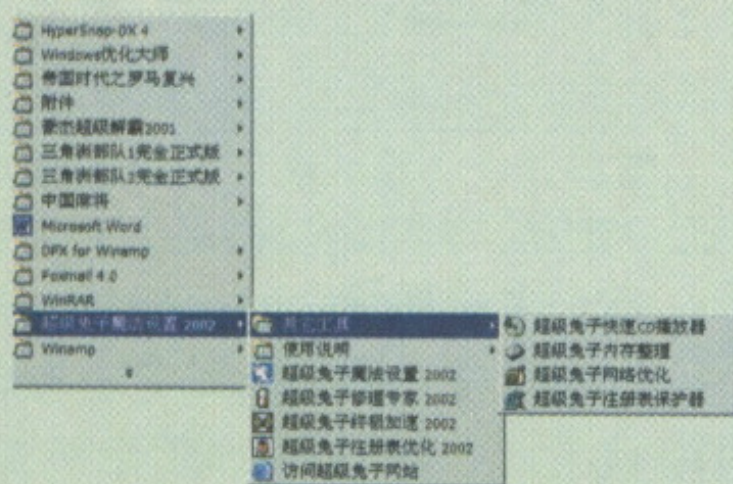 HyperSnap-DX 4
Windows优化大师
帝国时代之罗马复兴
附件
豪杰超级解霸2001
三角洲部队1完全正式版
三角洲部队2完全正式版
中国麻将
Microsoft Word
DFX for Winamp
Foxmail 4.0
WinRAR
超级兔子魔法设置 2002
Winamp
其它工具
使用说明
超级兔子魔法设置 2002
超级兔子修理专家 2002
超级兔子终极加速 2002
超级兔子注册表优化 2002
访问超级兔子网站
超级兔子快速CD播放器
超级兔子内存整理
超级兔子网络优化
超级兔子注册表保护器